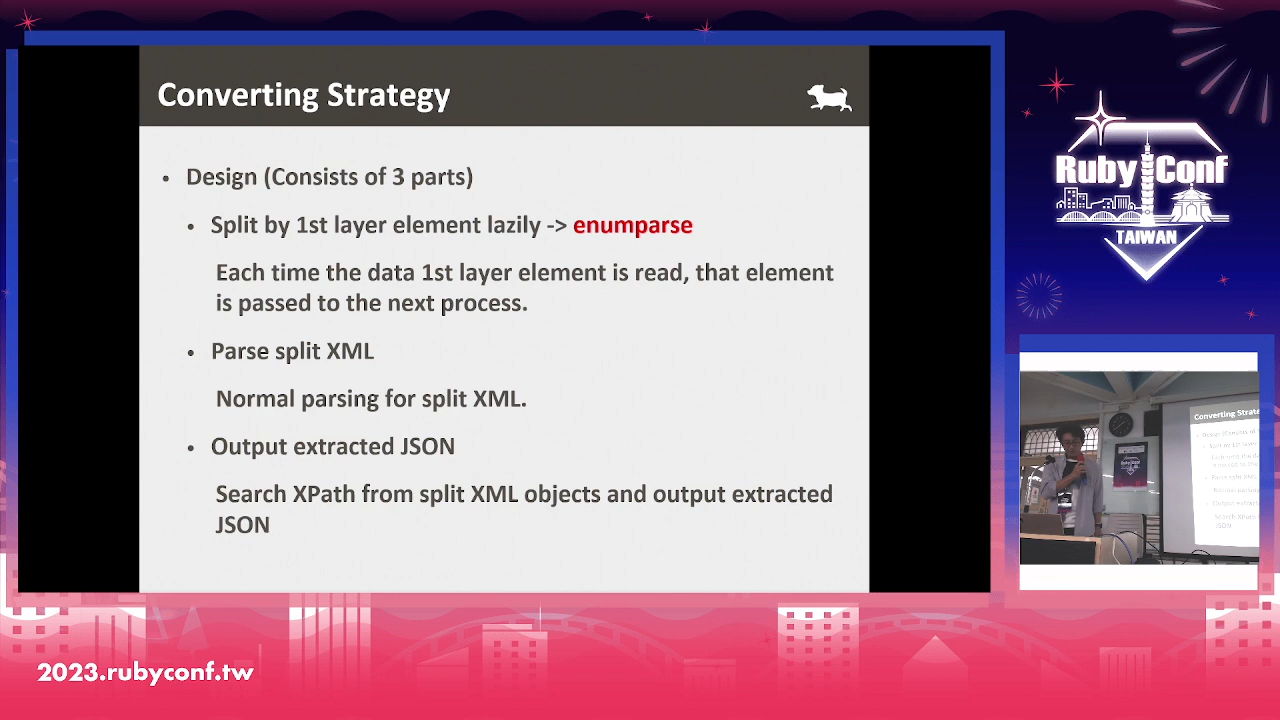 Converting Strategy
• Design (Consists of 3 parts)
• Split by 1st layer element lazily -> enumparse
Each time the data 1st layer element is read, that element
is passed to the next process.
• Parse split XML
Normal parsing for split XML.
• Output extracted JSON
Search XPath from split XML objects and output extracted
JSON
RubyConf
TAIWAN
Converting Strate
2023.rubyconf.tw